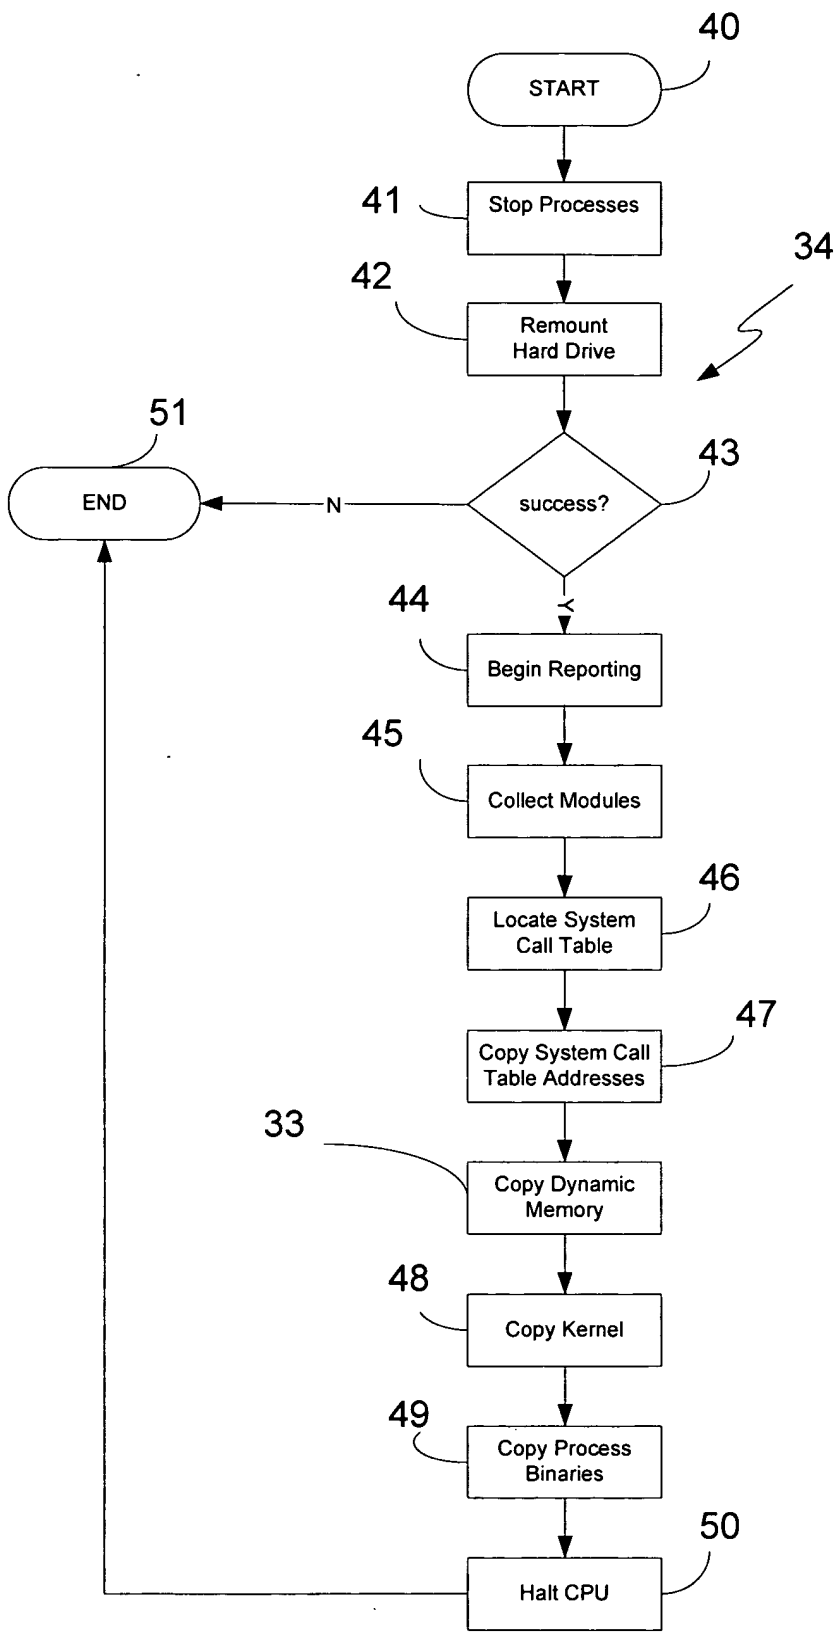 40
START
41
Stop Processes
34
42
Remount
Hard Drive
51
43
END
N
success?
Y
44
Begin Reporting
45
Collect Modules
46
Locate System
Call Table
47
Copy System Call
Table Addresses
33
Copy Dynamic
Memory
48
Copy Kernel
49
Copy Process
Binaries
50
Halt CPU